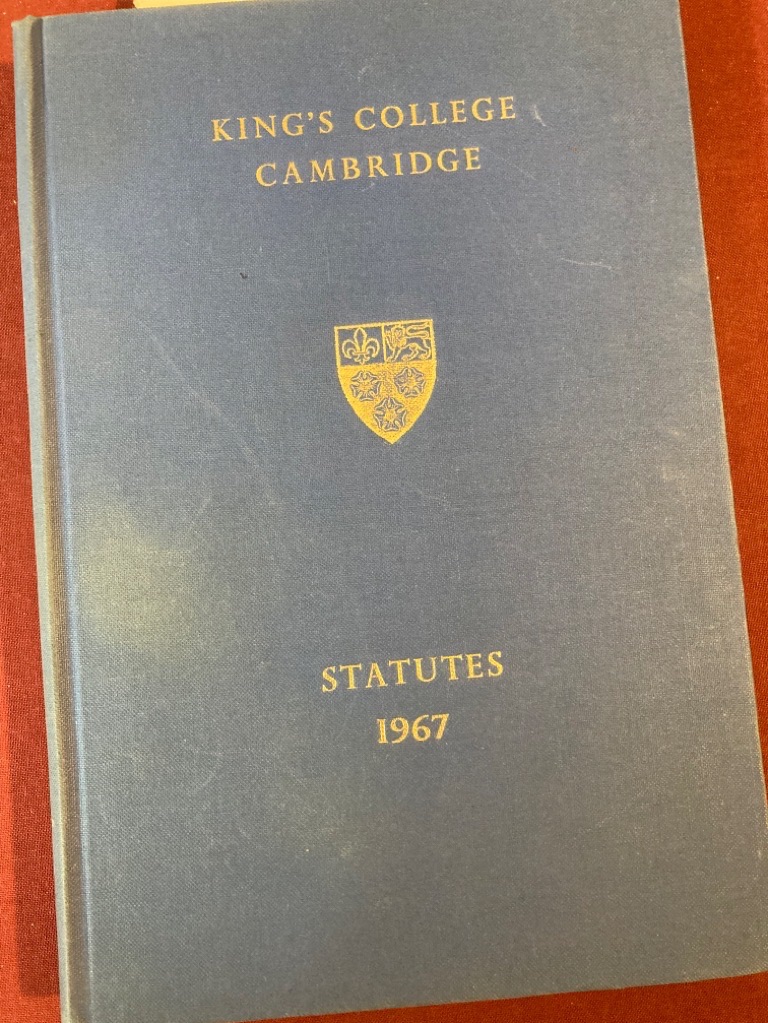 KING'S COLLEGE
CAMBRIDGE
STATUTES
1967